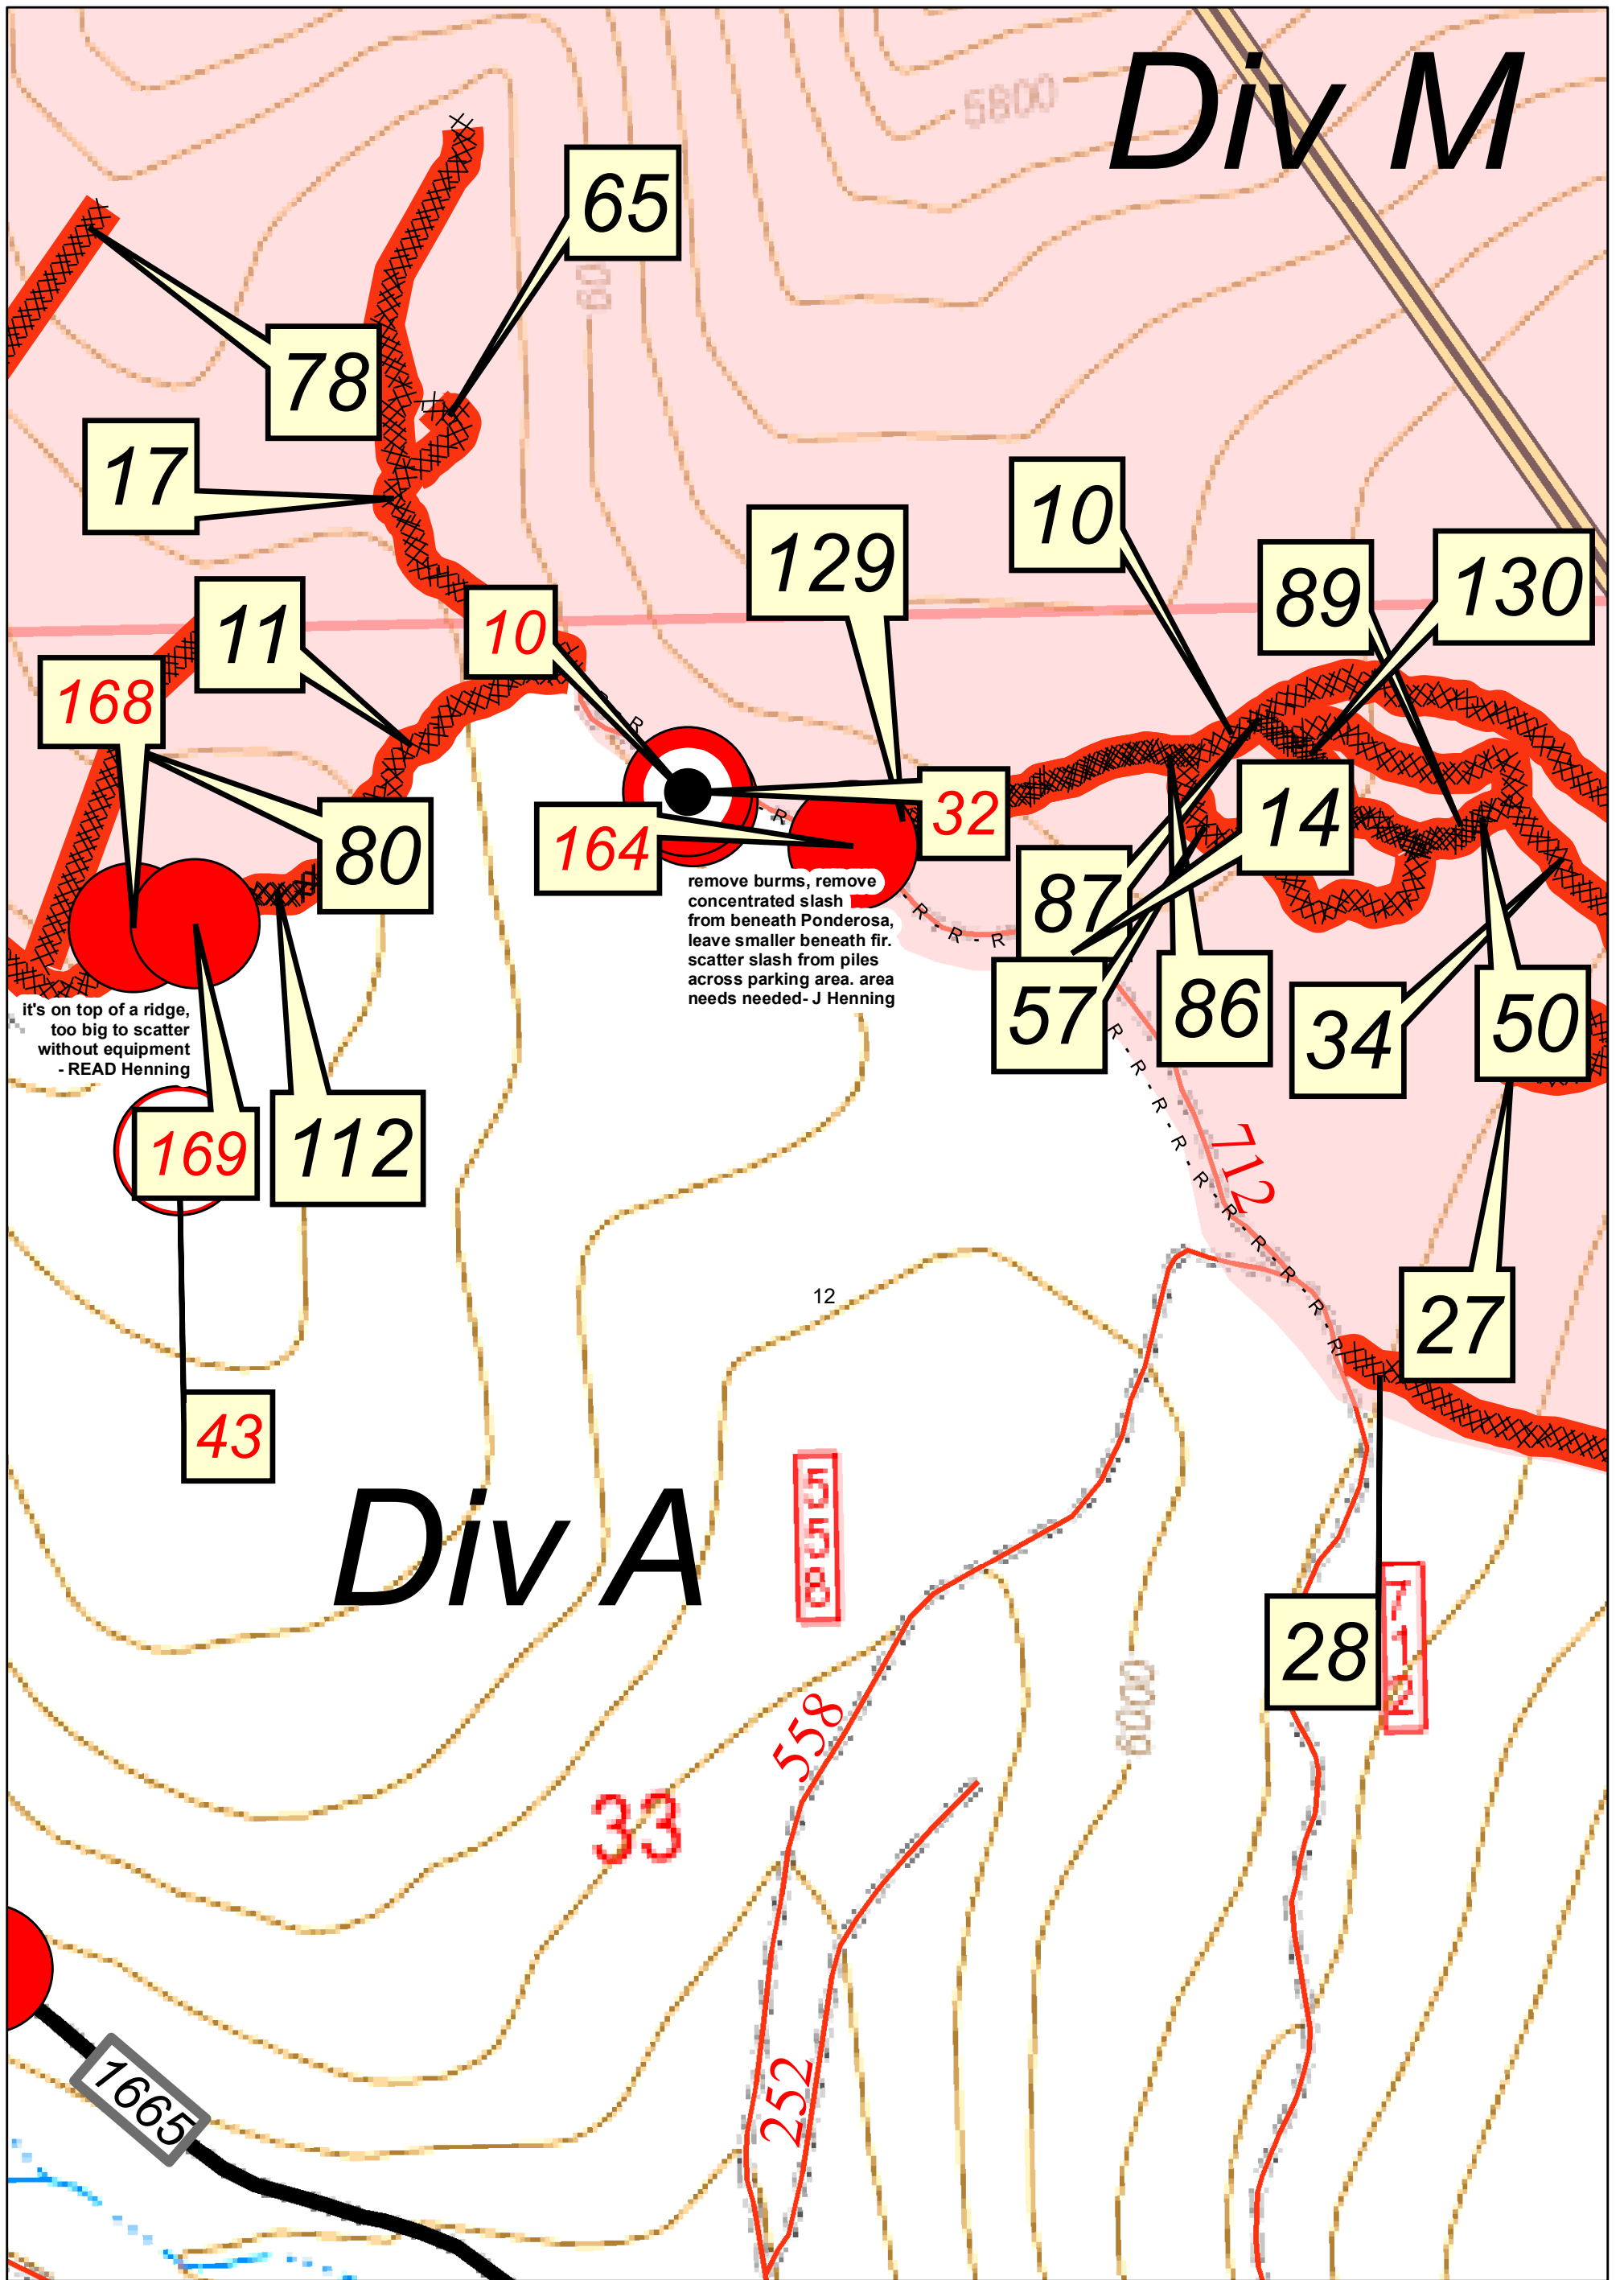 Div M
5800
65
78
17
10
129
10
89
130
11
168
32
14
164
80
87
remove burns, remove
concentrated slash
from beneath Ponderosa,
leave smaller beneath fir.
scatter slash from piles
across parking area. area
needs needed- J Henning
57
86
34
50
it's on top of a ridge,
too big to scatter
without equipment
- READ Henning
R
- R -
- R - R - R
R - R - R - R - R - R - R - R - R - R
169
112
712
12
27
43
Div A
558
28
712
6000
558
33
252
1665